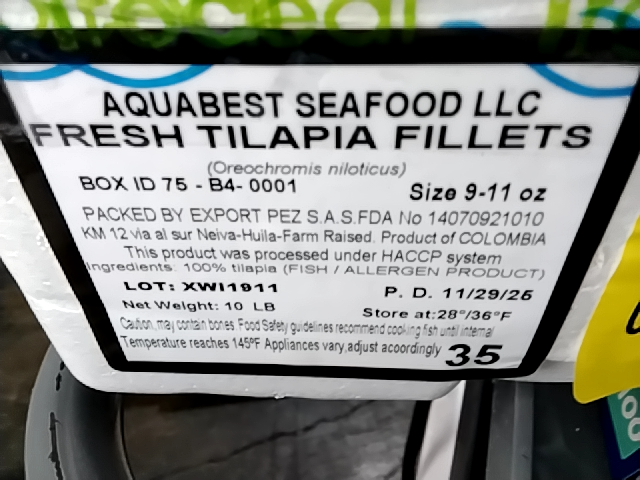 AQUABEST SEAFOOD LLC
FRESH TILAPIA FILLETS
(Oreochromis niloticus)
BOX ID 75 - B4- 0001
Size 9-11 oz
PACKED BY EXPORT PEZ S.A.S.FDA No 14070921010
KM 12 via al sur Neiva-Huila-Farm Raised. Product of COLOMBIA
This product was processed under HACCP system
Ingredients: 100% tilapia (FISH / ALLERGEN PRODUCT)
LOT: XWI1911
P. D. 11/29/25
Net Weight: 10 LB
Store at:28°/36°F
Caution, may contain bones. Food Safety guidelines recommend cooking fish until internal
Temperature reaches 145ºF Appliances vary,adjust acoordingly
35